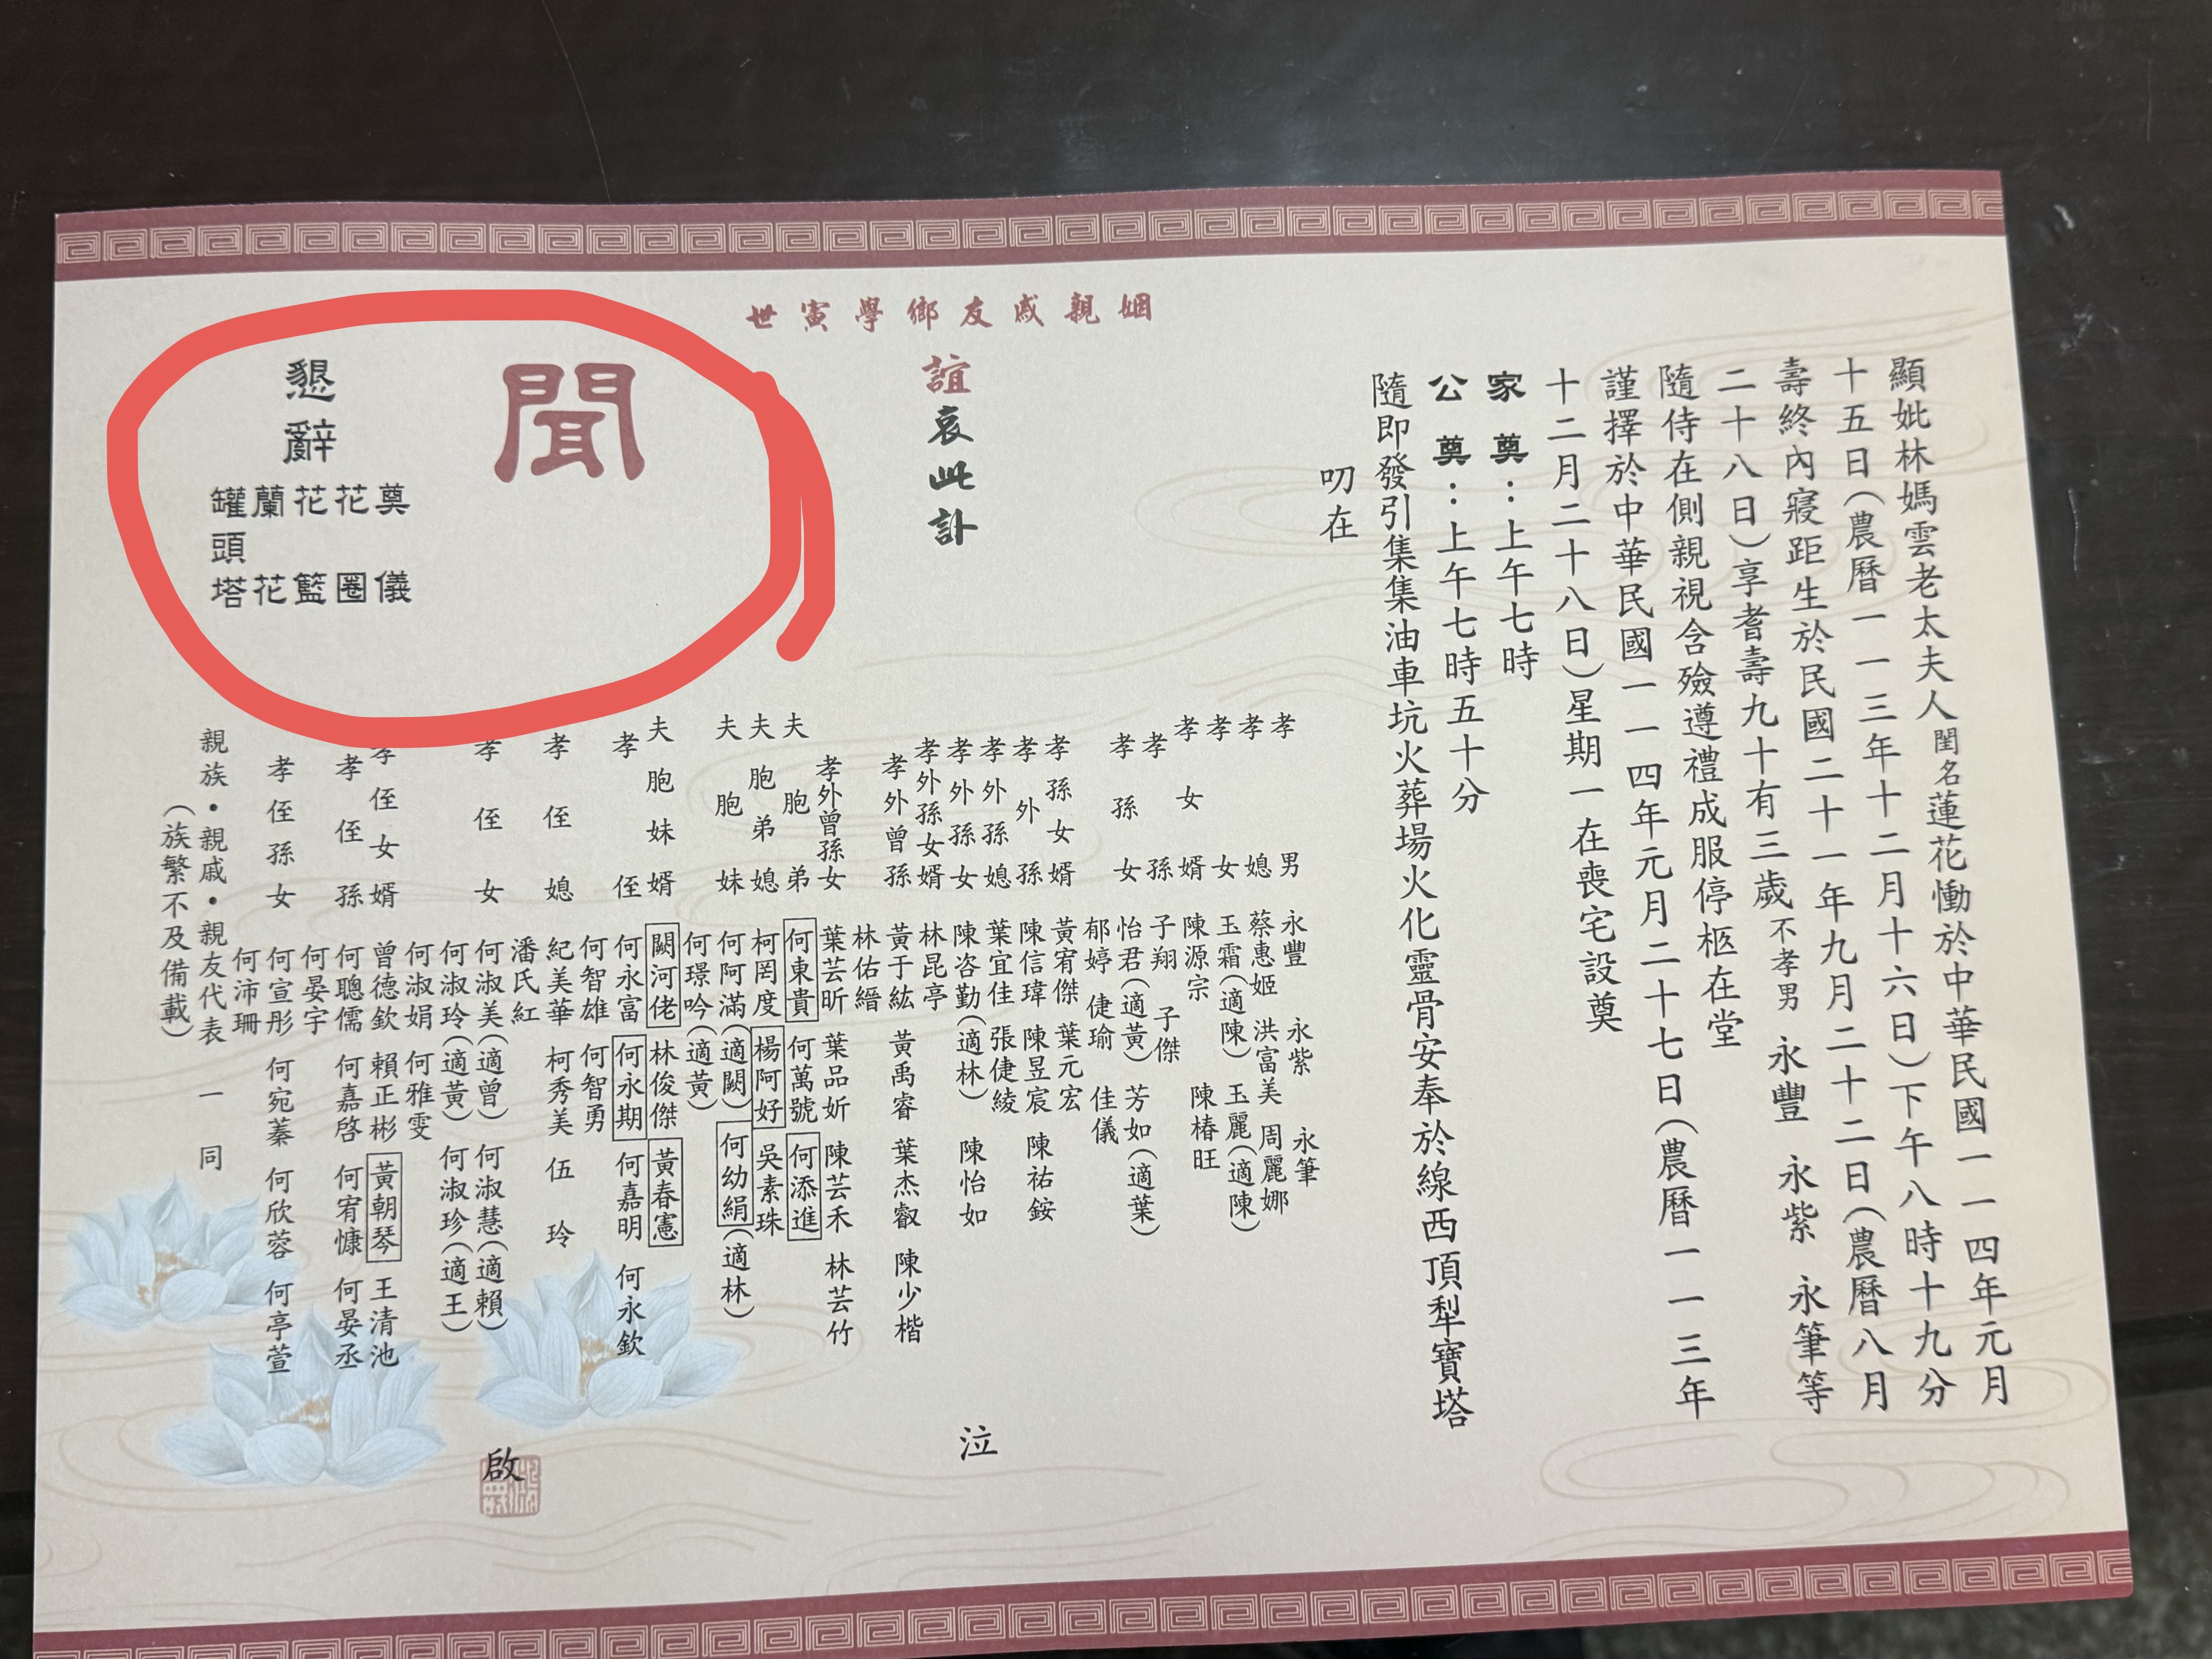 顯妣林媽雲老太夫人閨名蓮花慟於中華民國一一四年元月
十五日(農曆一一三年十二月十六日)下午八時十九分
壽終內寢距生於民國二十一年九月二十二日(農曆八月
二十八日)享耆壽九十有三歲不孝男 永豐 永紫 永筆等
隨侍在側親視含殮遵禮成服停柩在堂
謹擇於中華民國一一四年元月二十七日(農曆一一三年
十二月二十八日)星期一在喪宅設奠
家奠:上午七時
公奠:上午七時五十分
隨即發引集集油車坑火葬場火化靈骨安奉於線西頂犁寶塔
叨在
姻親戚友鄉學寅世
誼哀此訃
聞
懇辭
奠儀
花圈
花籃
蘭花
罐頭塔
孝男 永豐 永紫 永筆
孝媳 蔡惠姬 洪富美 周麗娜
孝女 玉霜(適陳) 玉麗(適陳)
孝女婿 陳源宗 陳椿旺
孝孫 子翔 子傑
孝孫女 怡君(適黃) 芳如(適葉)
郁婷 倢瑜 佳儀
孝孫女婿 黃宥傑 葉元宏
孝外孫 陳信瑋 陳昱宸 陳祐銨
孝外孫媳 葉宜佳 張倢綾
孝外孫女 陳咨勤(適林) 陳怡如
孝外孫女婿 林昆亭
孝外曾孫 黃于紘 黃禹睿 葉杰叡 陳少楷
林佑縉
孝外曾孫女 葉芸昕 葉品妡 陳芸禾 林芸竹
夫胞弟 何東貴 何萬號 何添進
夫胞弟媳 柯罔度 楊阿好 吳素珠
夫胞妹 何阿滿(適闕) 何幼絹(適林)
何璟吟(適黃)
夫胞妹婿 闕河佬 林俊傑 黃春憲
孝侄 何永富 何永期 何嘉明 何永欽
何智雄 何智勇
孝侄媳 紀美華 柯秀美 伍玲
潘氏紅
孝侄女 何淑美(適曾) 何淑慧(適賴)
何淑玲(適黃) 何淑珍(適王)
何淑娟 何雅雯
孝侄女婿 曾德欽 賴正彬 黃朝琴 王清池
孝侄孫 何聰儒 何嘉啓 何宥慷 何晏丞
何晏宇
孝侄孫女 何宣彤 何宛蓁 何欣蓉 何亭萱
何沛珊
親族•親戚•親友代表一同
(族繁不及備載)
泣
啟